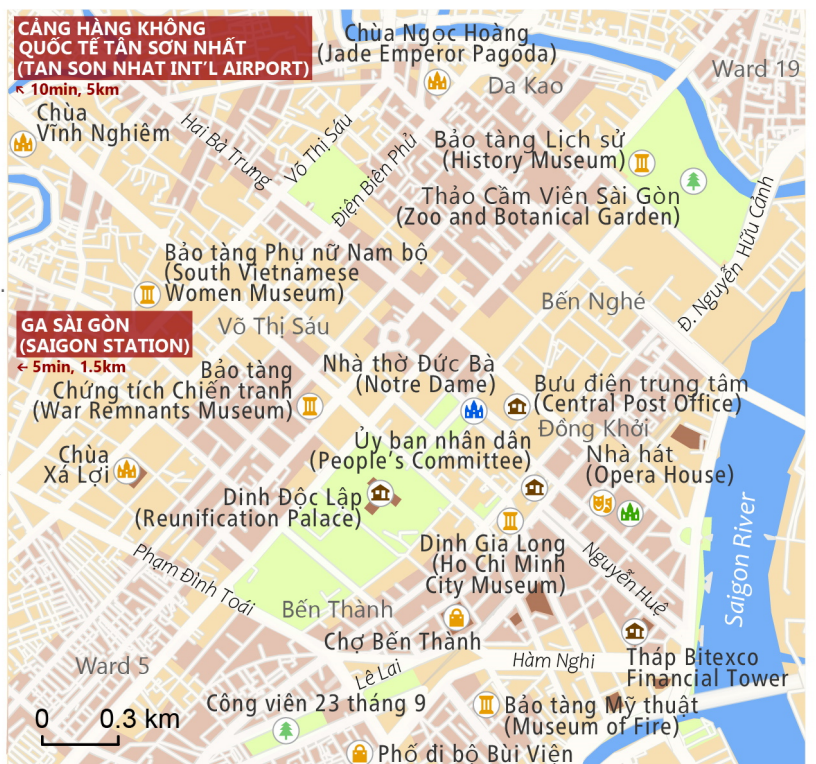 CẢNG HÀNG KHÔNG
QUỐC TẾ TÂN SƠN NHẤT
(TAN SON NHAT INT'L AIRPORT)
↖ 10min, 5km
Chùa Ngọc Hoàng
(Jade Emperor Pagoda)
Da Kao
Ward 19
Chùa
Vĩnh Nghiêm
Hai Bà Trưng
Võ Thị Sáu
Điện Biên Phủ
Bảo tàng Lịch sử
(History Museum)
Thảo Cầm Viên Sài Gòn
(Zoo and Botanical Garden)
Đ. Nguyễn Hữu Cảnh
Bảo tàng Phụ nữ Nam bộ
(South Vietnamese
Women Museum)
Bến Nghé
GA SÀI GÒN
(SAIGON STATION)
← 5min, 1.5km
Võ Thị Sáu
Bảo tàng
Chứng tích Chiến tranh
(War Remnants Museum)
Nhà thờ Đức Bà
(Notre Dame)
Bưu điện trung tâm
(Central Post Office)
Đồng Khởi
Ủy ban nhân dân
(People's Committee)
Nhà hát
(Opera House)
Chùa
Xá Lợi
Dinh Độc Lập
(Reunification Palace)
Saigon River
Dinh Gia Long
(Ho Chi Minh
City Museum)
Nguyễn Huệ
Phạm Đình Toái
Bến Thành
Chợ Bến Thành
Ward 5
Lê Lai
Hàm Nghi
Tháp Bitexco
Financial Tower
Công viên 23 tháng 9
Bảo tàng Mỹ thuật
(Museum of Fire)
0 0.3 km
Phố đi bộ Bùi Viện